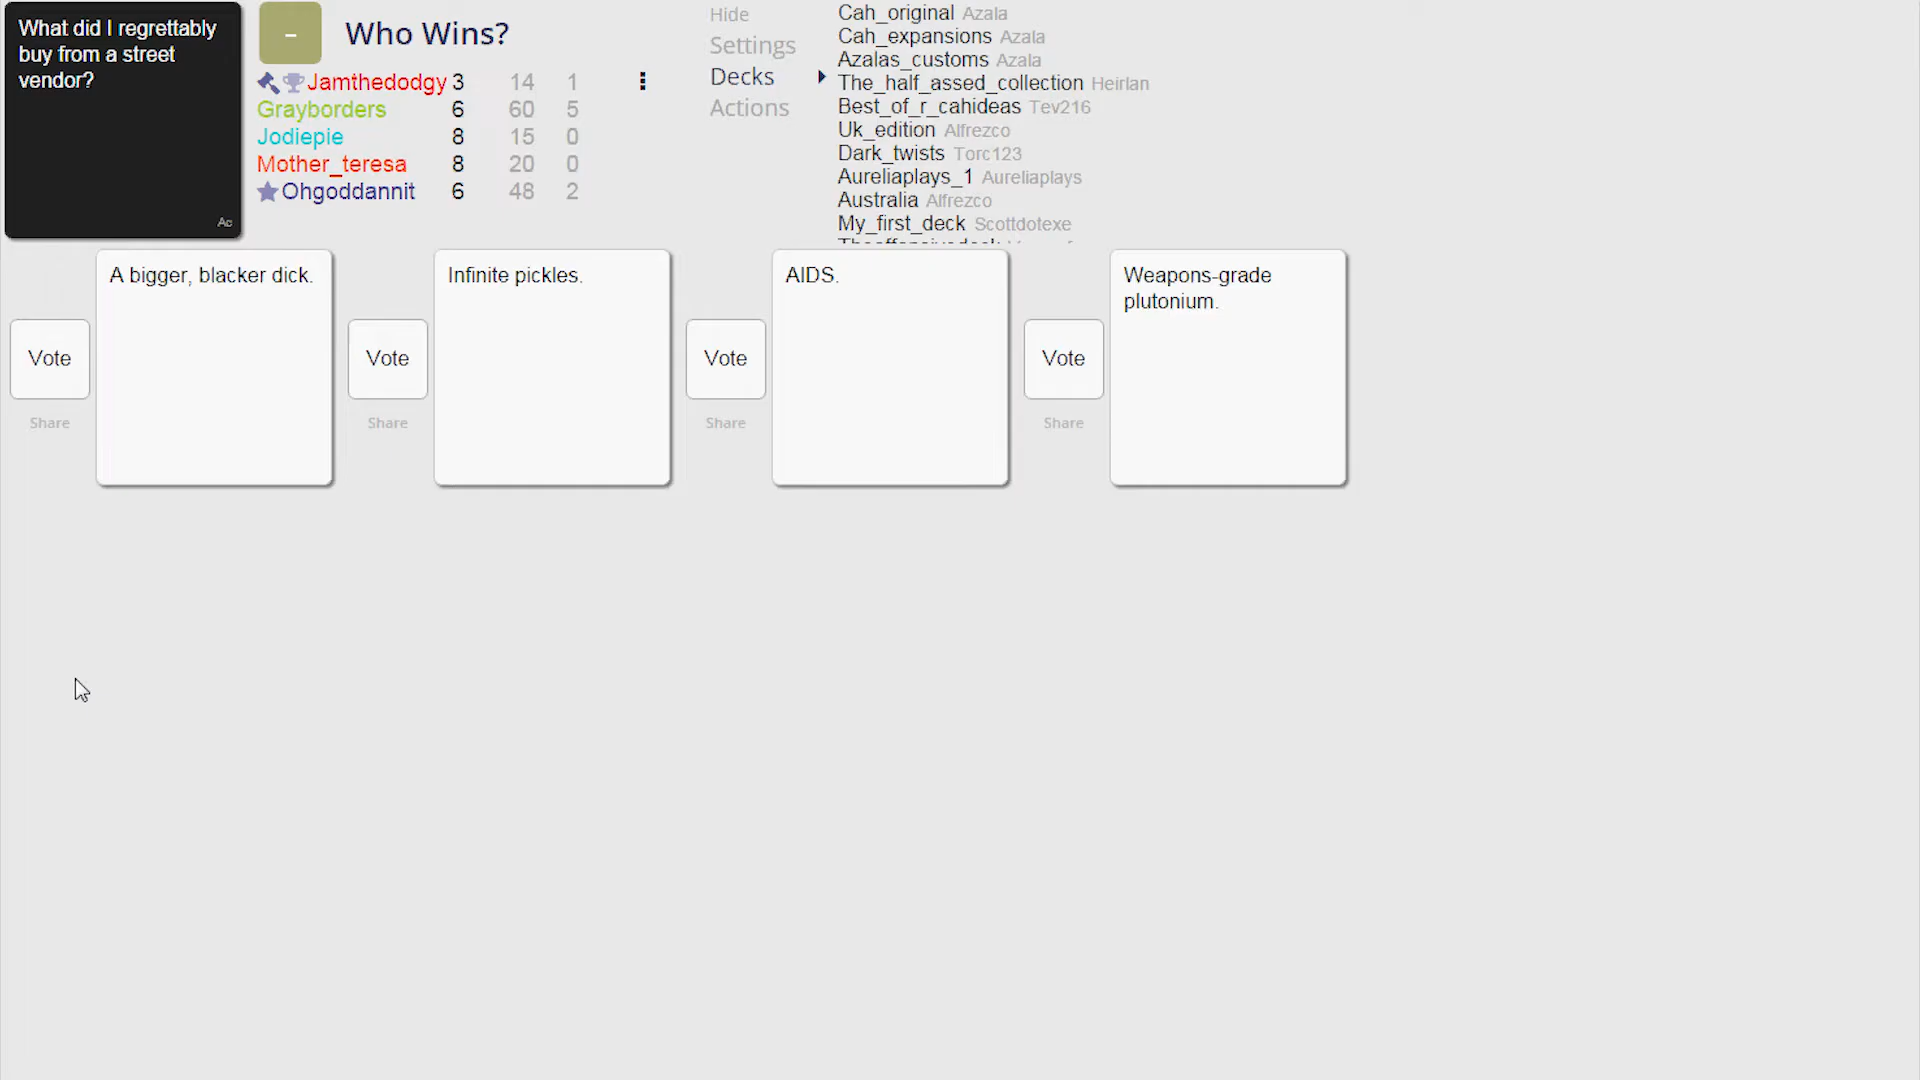 What did I regrettably
buy from a street
vendor?
Ac
-
Who Wins?
Jamthedodgy 3 14 1
Grayborders 6 60 5
Jodiepie 8 15 0
Mother_teresa 8 20 0
Ohgoddannit 6 48 2
Hide
Settings
Decks
Actions
Cah_original Azala
Cah_expansions Azala
Azalas_customs Azala
The_half_assed_collection Heirlan
Best_of_r_cahideas Tev216
Uk_edition Alfrezco
Dark_twists Torc123
Aureliaplays_1 Aureliaplays
Australia Alfrezco
My_first_deck Scottdotexe
Vote
Share
A bigger, blacker dick.
Vote
Share
Infinite pickles.
Vote
Share
AIDS.
Vote
Share
Weapons-grade
plutonium.